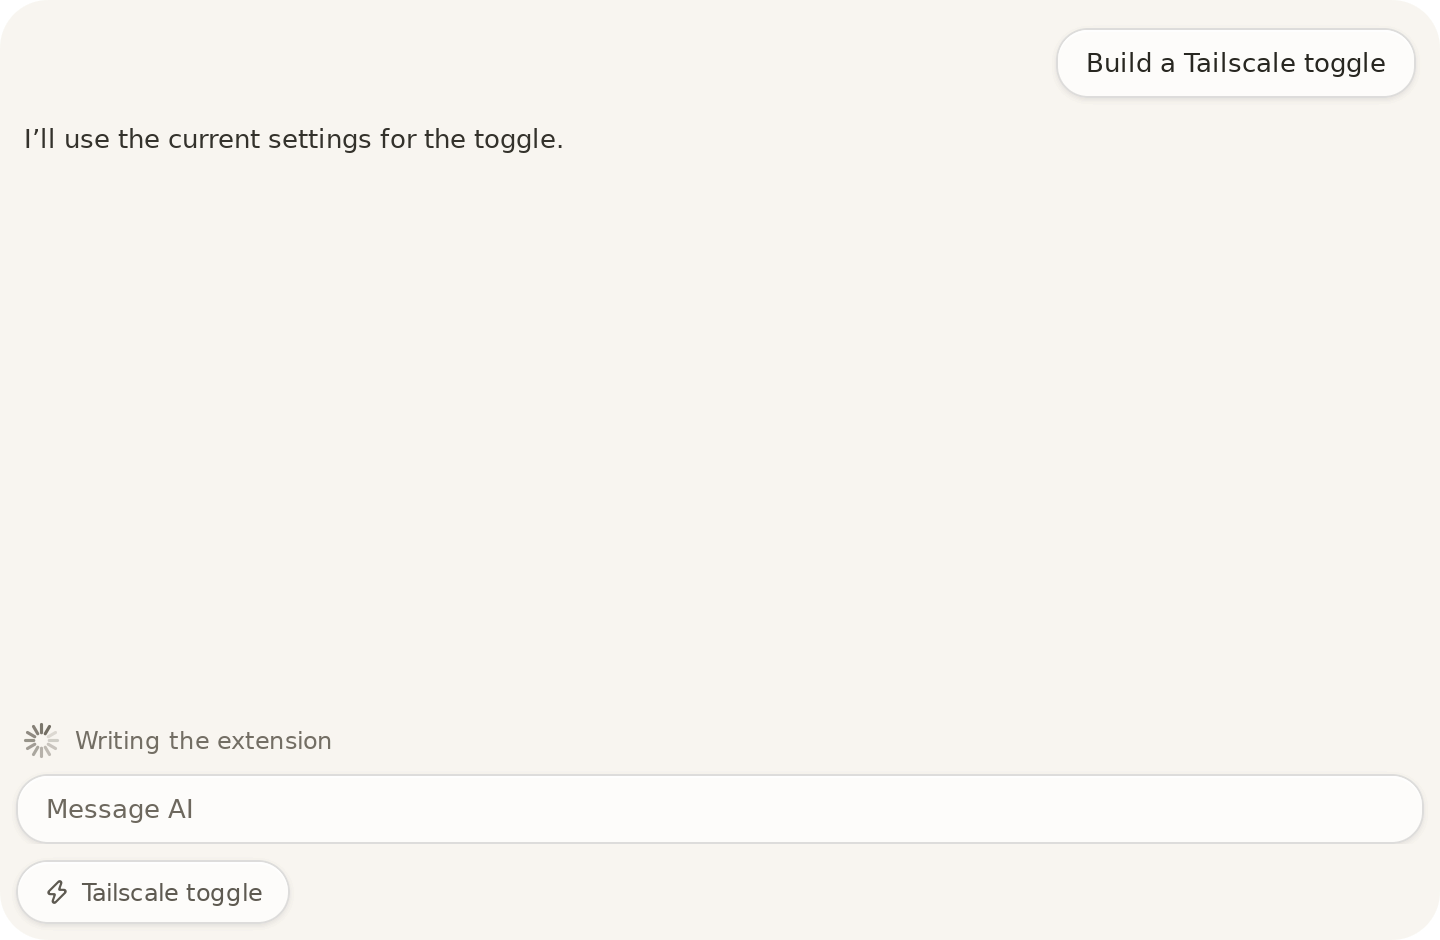 Build a Tailscale toggle
I’ll use the current settings for the toggle.
Writing the extension
Message AI
Tailscale toggle